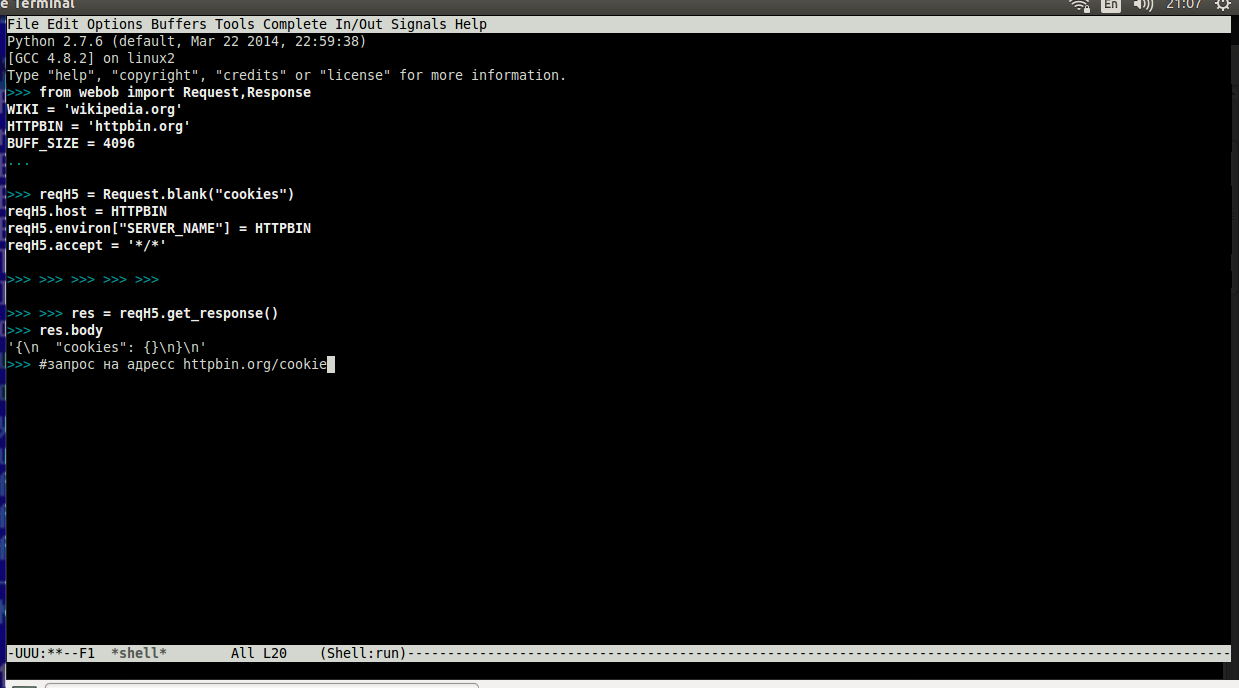 e Terminal
En
21:07
File Edit Options Buffers Tools Complete In/Out Signals Help
Python 2.7.6 (default, Mar 22 2014, 22:59:38)
[GCC 4.8.2] on linux2
Type "help", "copyright", "credits" or "license" for more information.
>>> from webob import Request,Response
WIKI = 'wikipedia.org'
HTTPBIN = 'httpbin.org'
BUFF_SIZE = 4096
...
>>> reqH5 = Request.blank("cookies")
reqH5.host = HTTPBIN
reqH5.environ["SERVER_NAME"] = HTTPBIN
reqH5.accept = '*/*'
>>> >>> >>> >>> >>>
>>> >>> res = reqH5.get_response()
>>> res.body
'{\n  "cookies": {}\n}\n'
>>> #запрос на адресс httpbin.org/cookie
-UUU:**--F1  *shell*        All L20    (Shell:run)-------------------------------------------------------------------------------------------------------